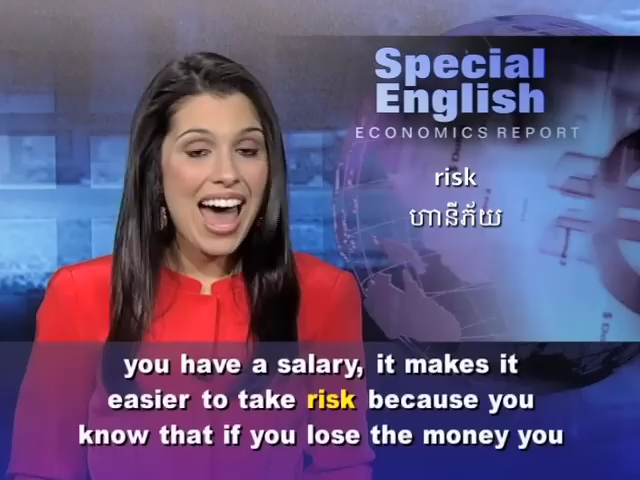 Special
English
ECONOMICS REPORT
risk
ហានីភ័យ
you have a salary, it makes it
easier to take risk because you
know that if you lose the money you